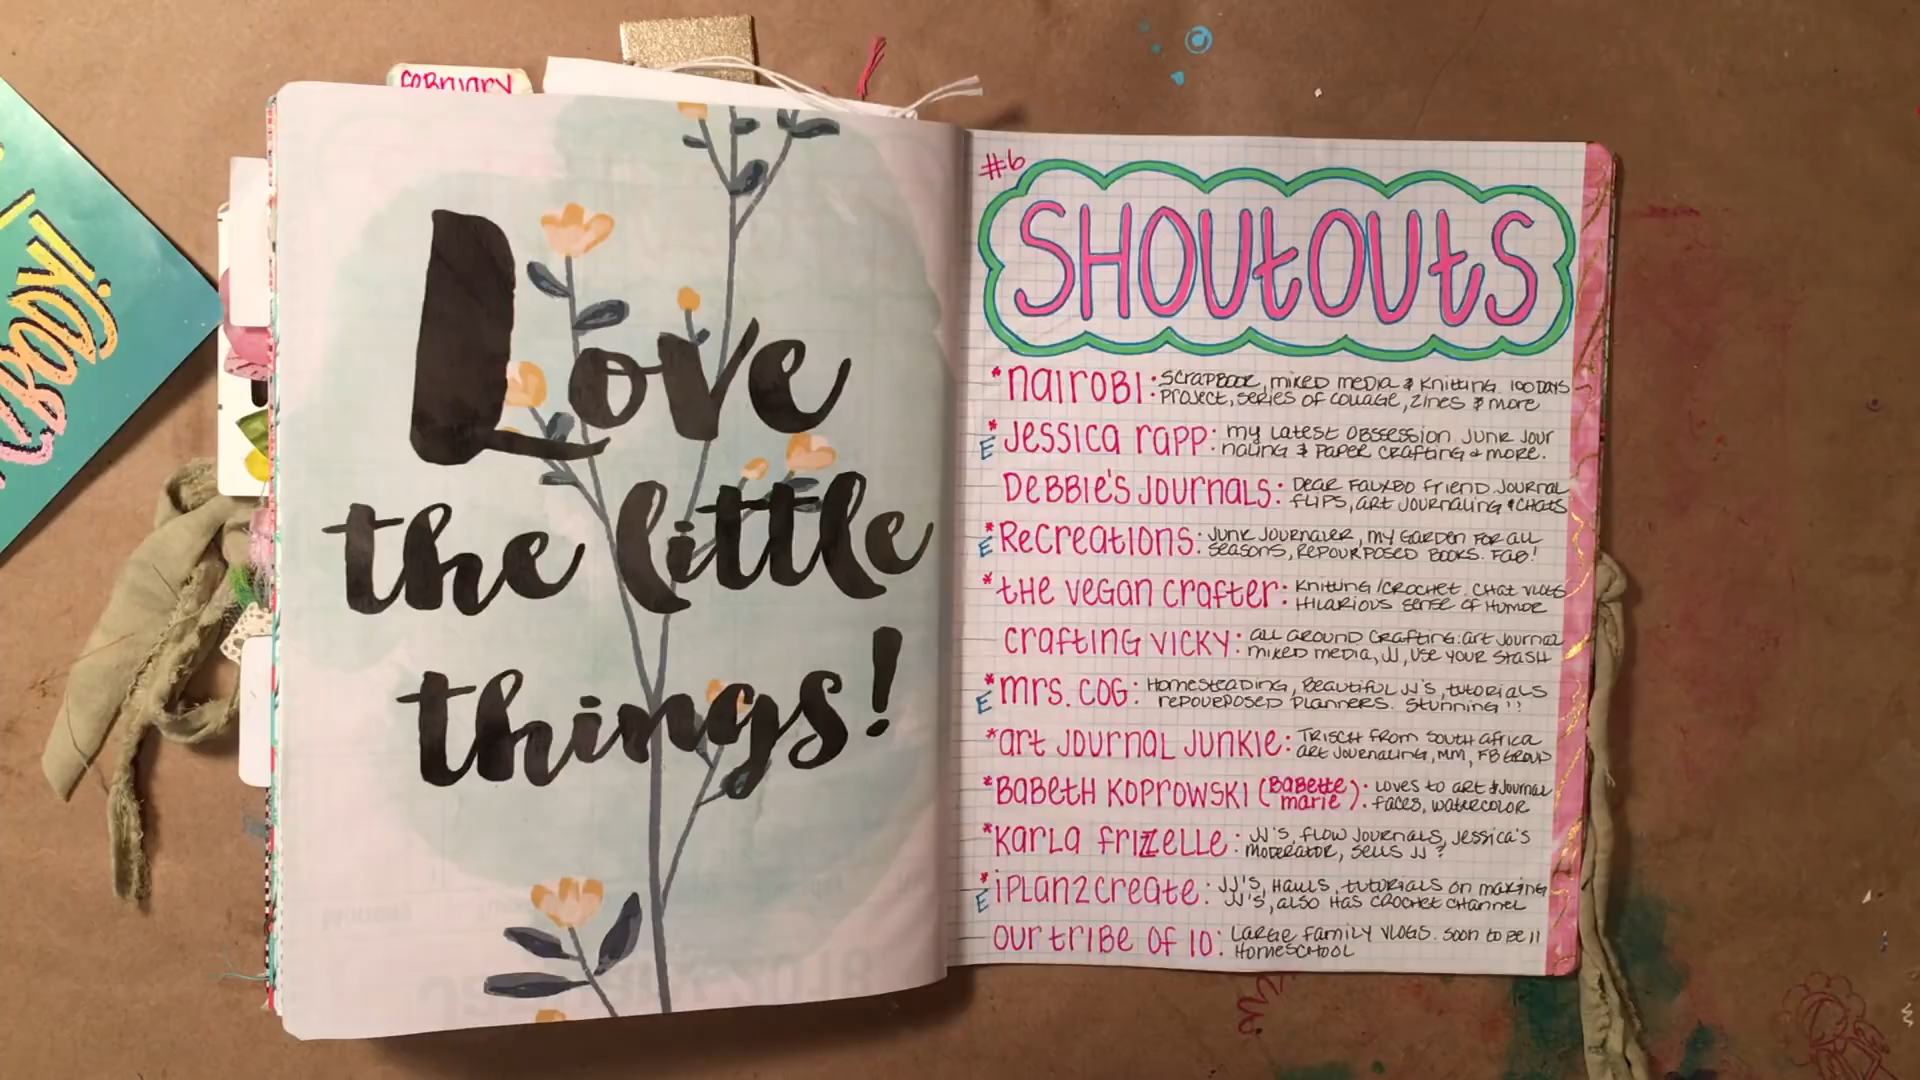 February
Love
the little
things!
#6
SHOUtOUtS
*nairobi: Scrapbook, mixed media & knitting. 100 Days
Project, series of collage, zines & more
*E Jessica Rapp: my latest obsession. Junk Jour
naling & paper crafting & more.
Debbie's Journals: Dear Fauxbo friend. Journal
flips, art journaling & chats
*E ReCreations: Junk Journaler, my garden for all
seasons, repourposed books. Fab!
*the vegan crafter: Knitting/crochet. Chat vlogs
Hilarious sense of humor
Crafting Vicky: all around crafting: art journal
mixed media, JJ, use your stash
*E mrs. Cog: Homesteading, Beautiful JJ's, tutorials
repourposed planners. Stunning!!
*art Journal Junkie: Trisch from South Africa
art journaling, MM, FB Group
*Babeth Koprowski (Babette marie): loves to art & journal
faces, watercolor
*Karla Frizzelle: JJ's, flow journals, Jessica's
moderator, sells JJ?
*E iplan2create: JJ's, Hauls, tutorials on making
JJ's, also has crochet channel
Our tribe of 10: Large family vlogs. Soon to be 11
Homeschool